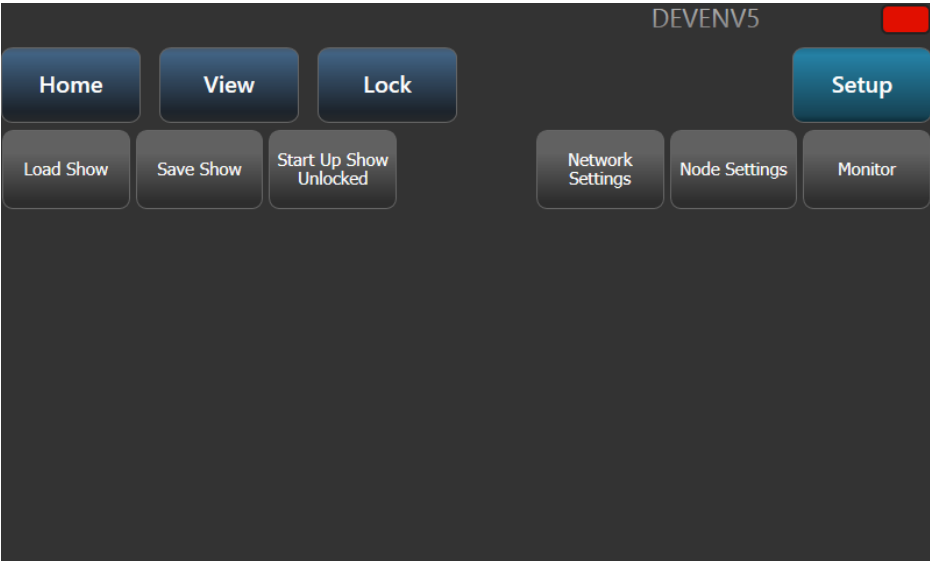 DEVENV5
Home View Lock Setup
Load Show Save Show Start Up Show
Unlocked
Network
Settings
Node Settings Monitor